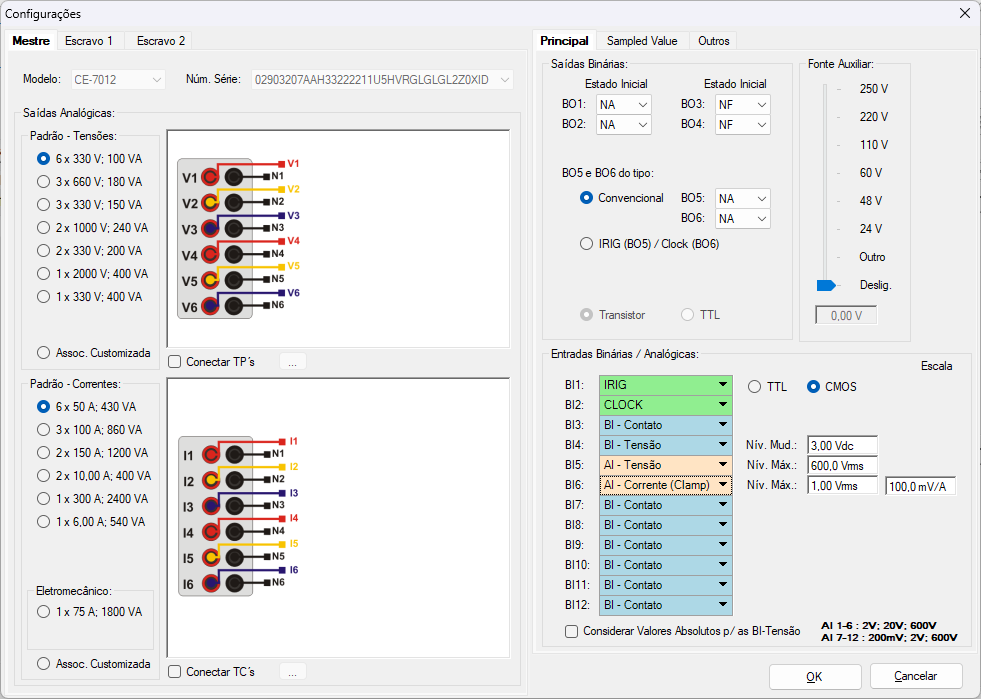 Configurações
Mestre Escravo 1 Escravo 2
Modelo: CE-7012 Núm. Série: 02903207AAH33222211U5HVRGLGLGL2Z0XID
Saídas Analógicas:
Padrão - Tensões:
6 x 330 V; 100 VA
3 x 660 V; 180 VA
3 x 330 V; 150 VA
2 x 1000 V; 240 VA
2 x 330 V; 200 VA
1 x 2000 V; 400 VA
1 x 330 V; 400 VA
Assoc. Customizada
V1 V1
N1
V2 V2
N2
V3 V3
N3
V4 V4
N4
V5 V5
N5
V6 V6
N6
Conectar TP´s ...
Padrão - Correntes:
6 x 50 A; 430 VA
3 x 100 A; 860 VA
2 x 150 A; 1200 VA
2 x 10,00 A; 400 VA
1 x 300 A; 2400 VA
1 x 6,00 A; 540 VA
Eletromecânico:
1 x 75 A; 1800 VA
Assoc. Customizada
I1 I1
N1
I2 I2
N2
I3 I3
N3
I4 I4
N4
I5 I5
N5
I6 I6
N6
Conectar TC´s ...
Principal Sampled Value Outros
Saídas Binárias:
Estado Inicial Estado Inicial
BO1: NA BO3: NF
BO2: NA BO4: NF
BO5 e BO6 do tipo:
Convencional BO5: NA
BO6: NA
IRIG (BO5) / Clock (BO6)
Transistor TTL
Fonte Auxiliar:
250 V
220 V
110 V
60 V
48 V
24 V
Outro
Deslig.
0,00 V
Entradas Binárias / Analógicas:
Escala
BI1: IRIG TTL CMOS
BI2: CLOCK
BI3: BI - Contato
BI4: BI - Tensão Nív. Mud.: 3,00 Vdc
BI5: AI - Tensão Nív. Máx.: 600,0 Vrms
BI6: AI - Corrente (Clamp) Nív. Máx.: 1,00 Vrms 100,0 mV/A
BI7: BI - Contato
BI8: BI - Contato
BI9: BI - Contato
BI10: BI - Contato
BI11: BI - Contato
BI12: BI - Contato
Considerar Valores Absolutos p/ as BI-Tensão
AI 1-6 : 2V; 20V; 600V
AI 7-12 : 200mV; 2V; 600V
OK Cancelar